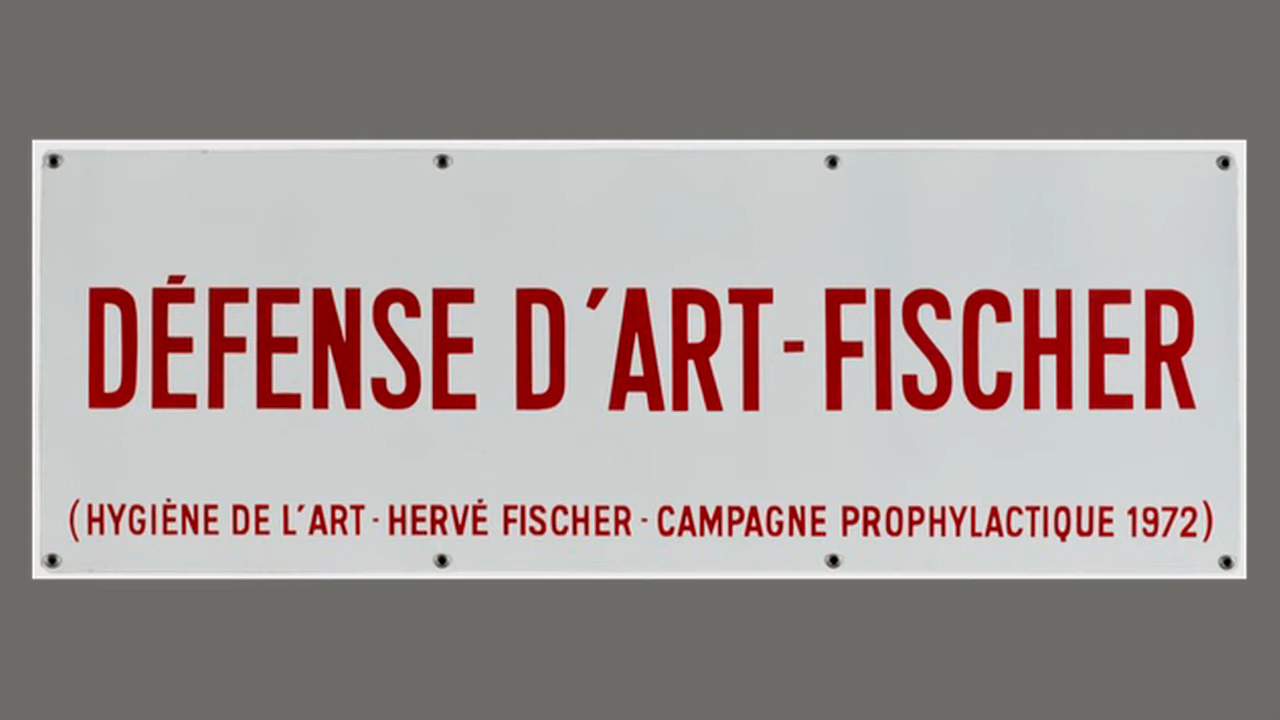 DÉFENSE D´ART-FISCHER
(HYGIÈNE DE L´ART - HERVÉ FISCHER - CAMPAGNE PROPHYLACTIQUE 1972)